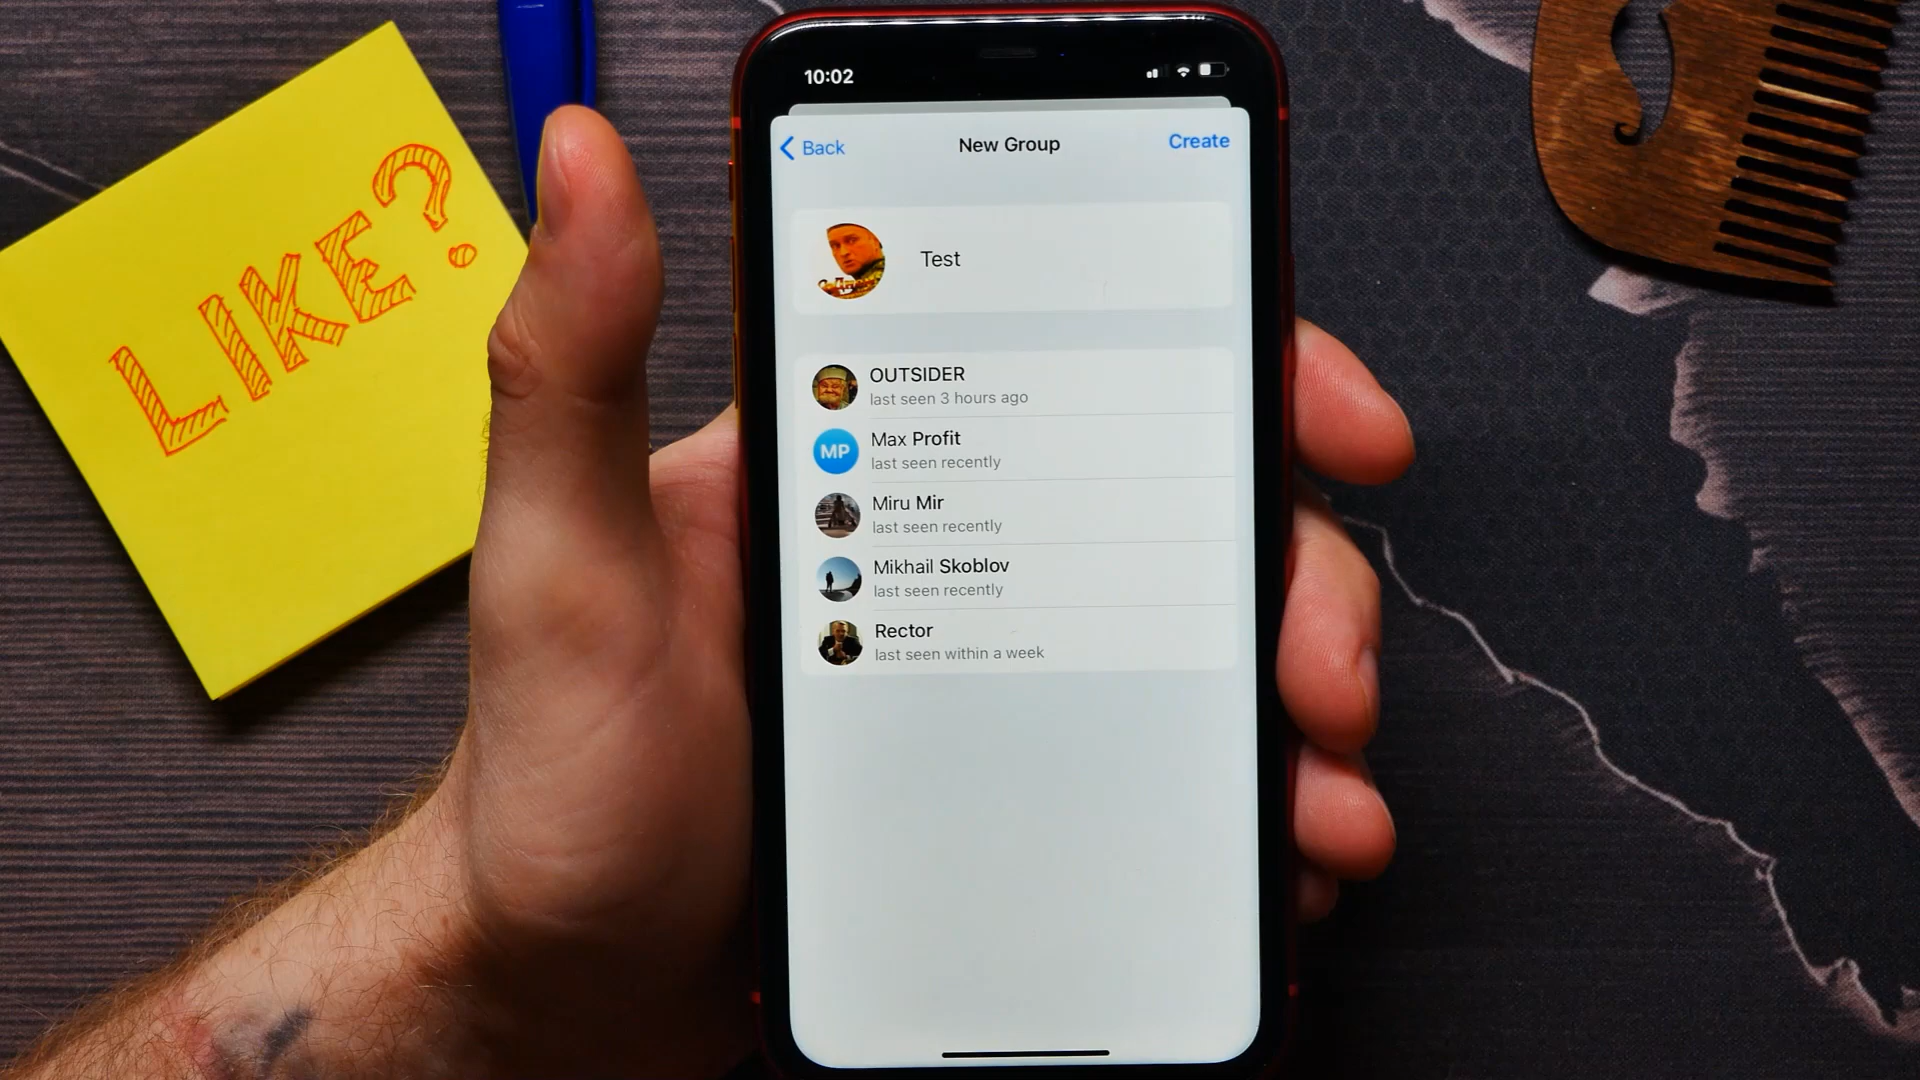 LIKE?
10:02
Back
New Group
Create
Test
OUTSIDER
last seen 3 hours ago
MP
Max Profit
last seen recently
Miru Mir
last seen recently
Mikhail Skoblov
last seen recently
Rector
last seen within a week